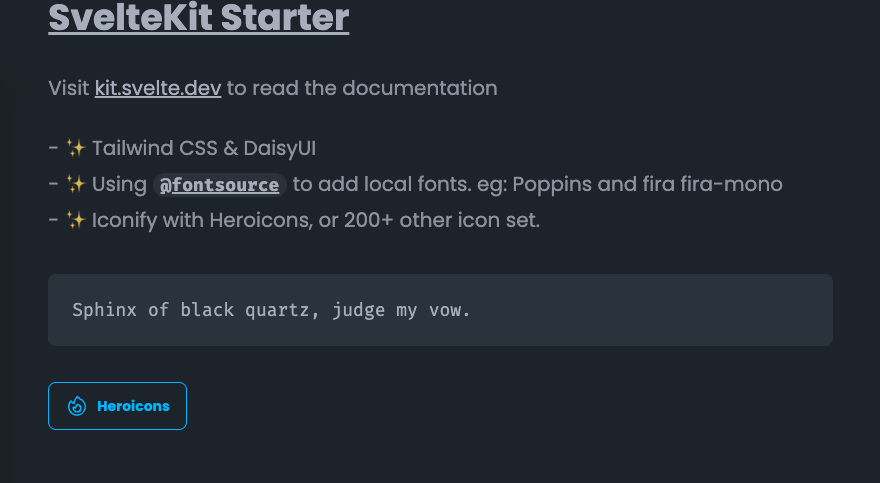 SvelteKit Starter
Visit kit.svelte.dev to read the documentation
- ✨ Tailwind CSS & DaisyUI
- ✨ Using @fontsource to add local fonts. eg: Poppins and fira fira-mono
- ✨ Iconify with Heroicons, or 200+ other icon set.
Sphinx of black quartz, judge my vow.
Heroicons